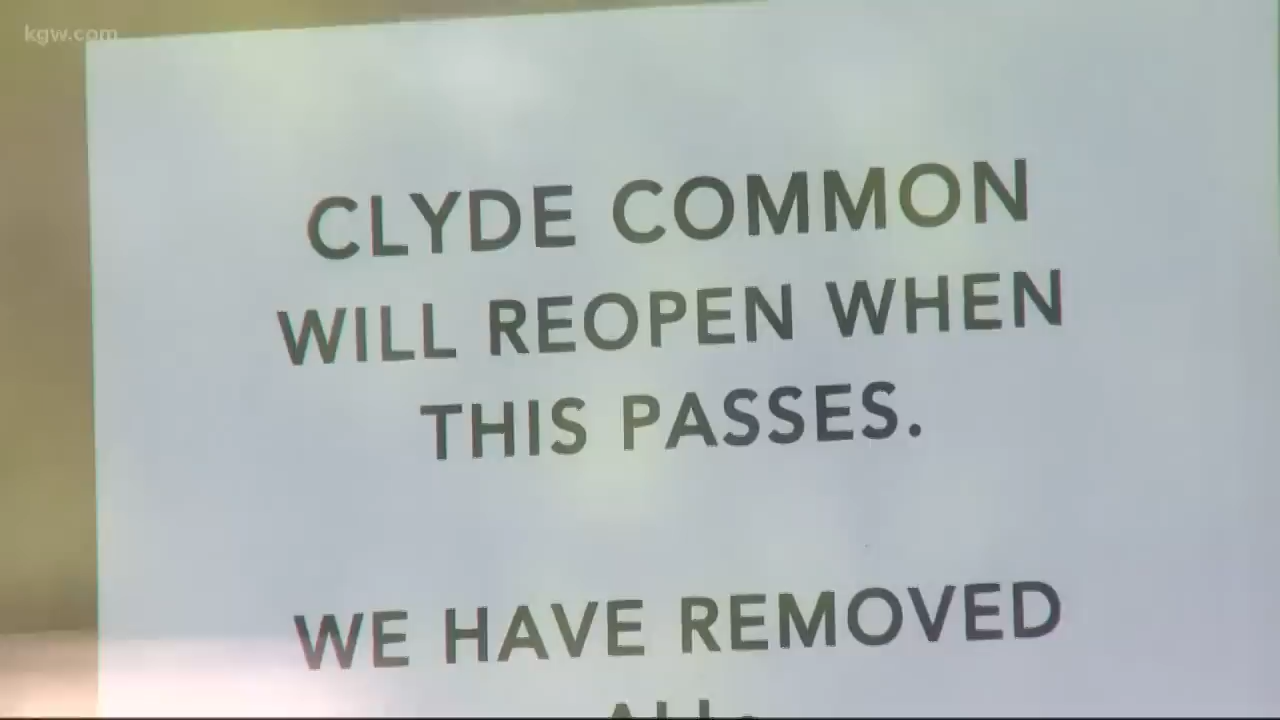 kgw.com
CLYDE COMMON
WILL REOPEN WHEN
THIS PASSES.
WE HAVE REMOVED